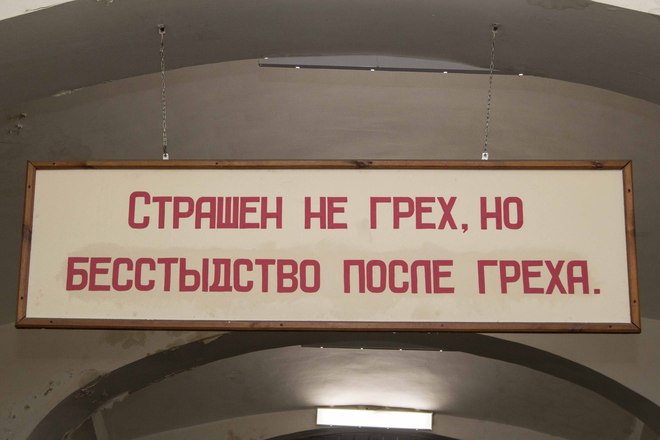 Страшен не грех, но
бесстыдство после греха.